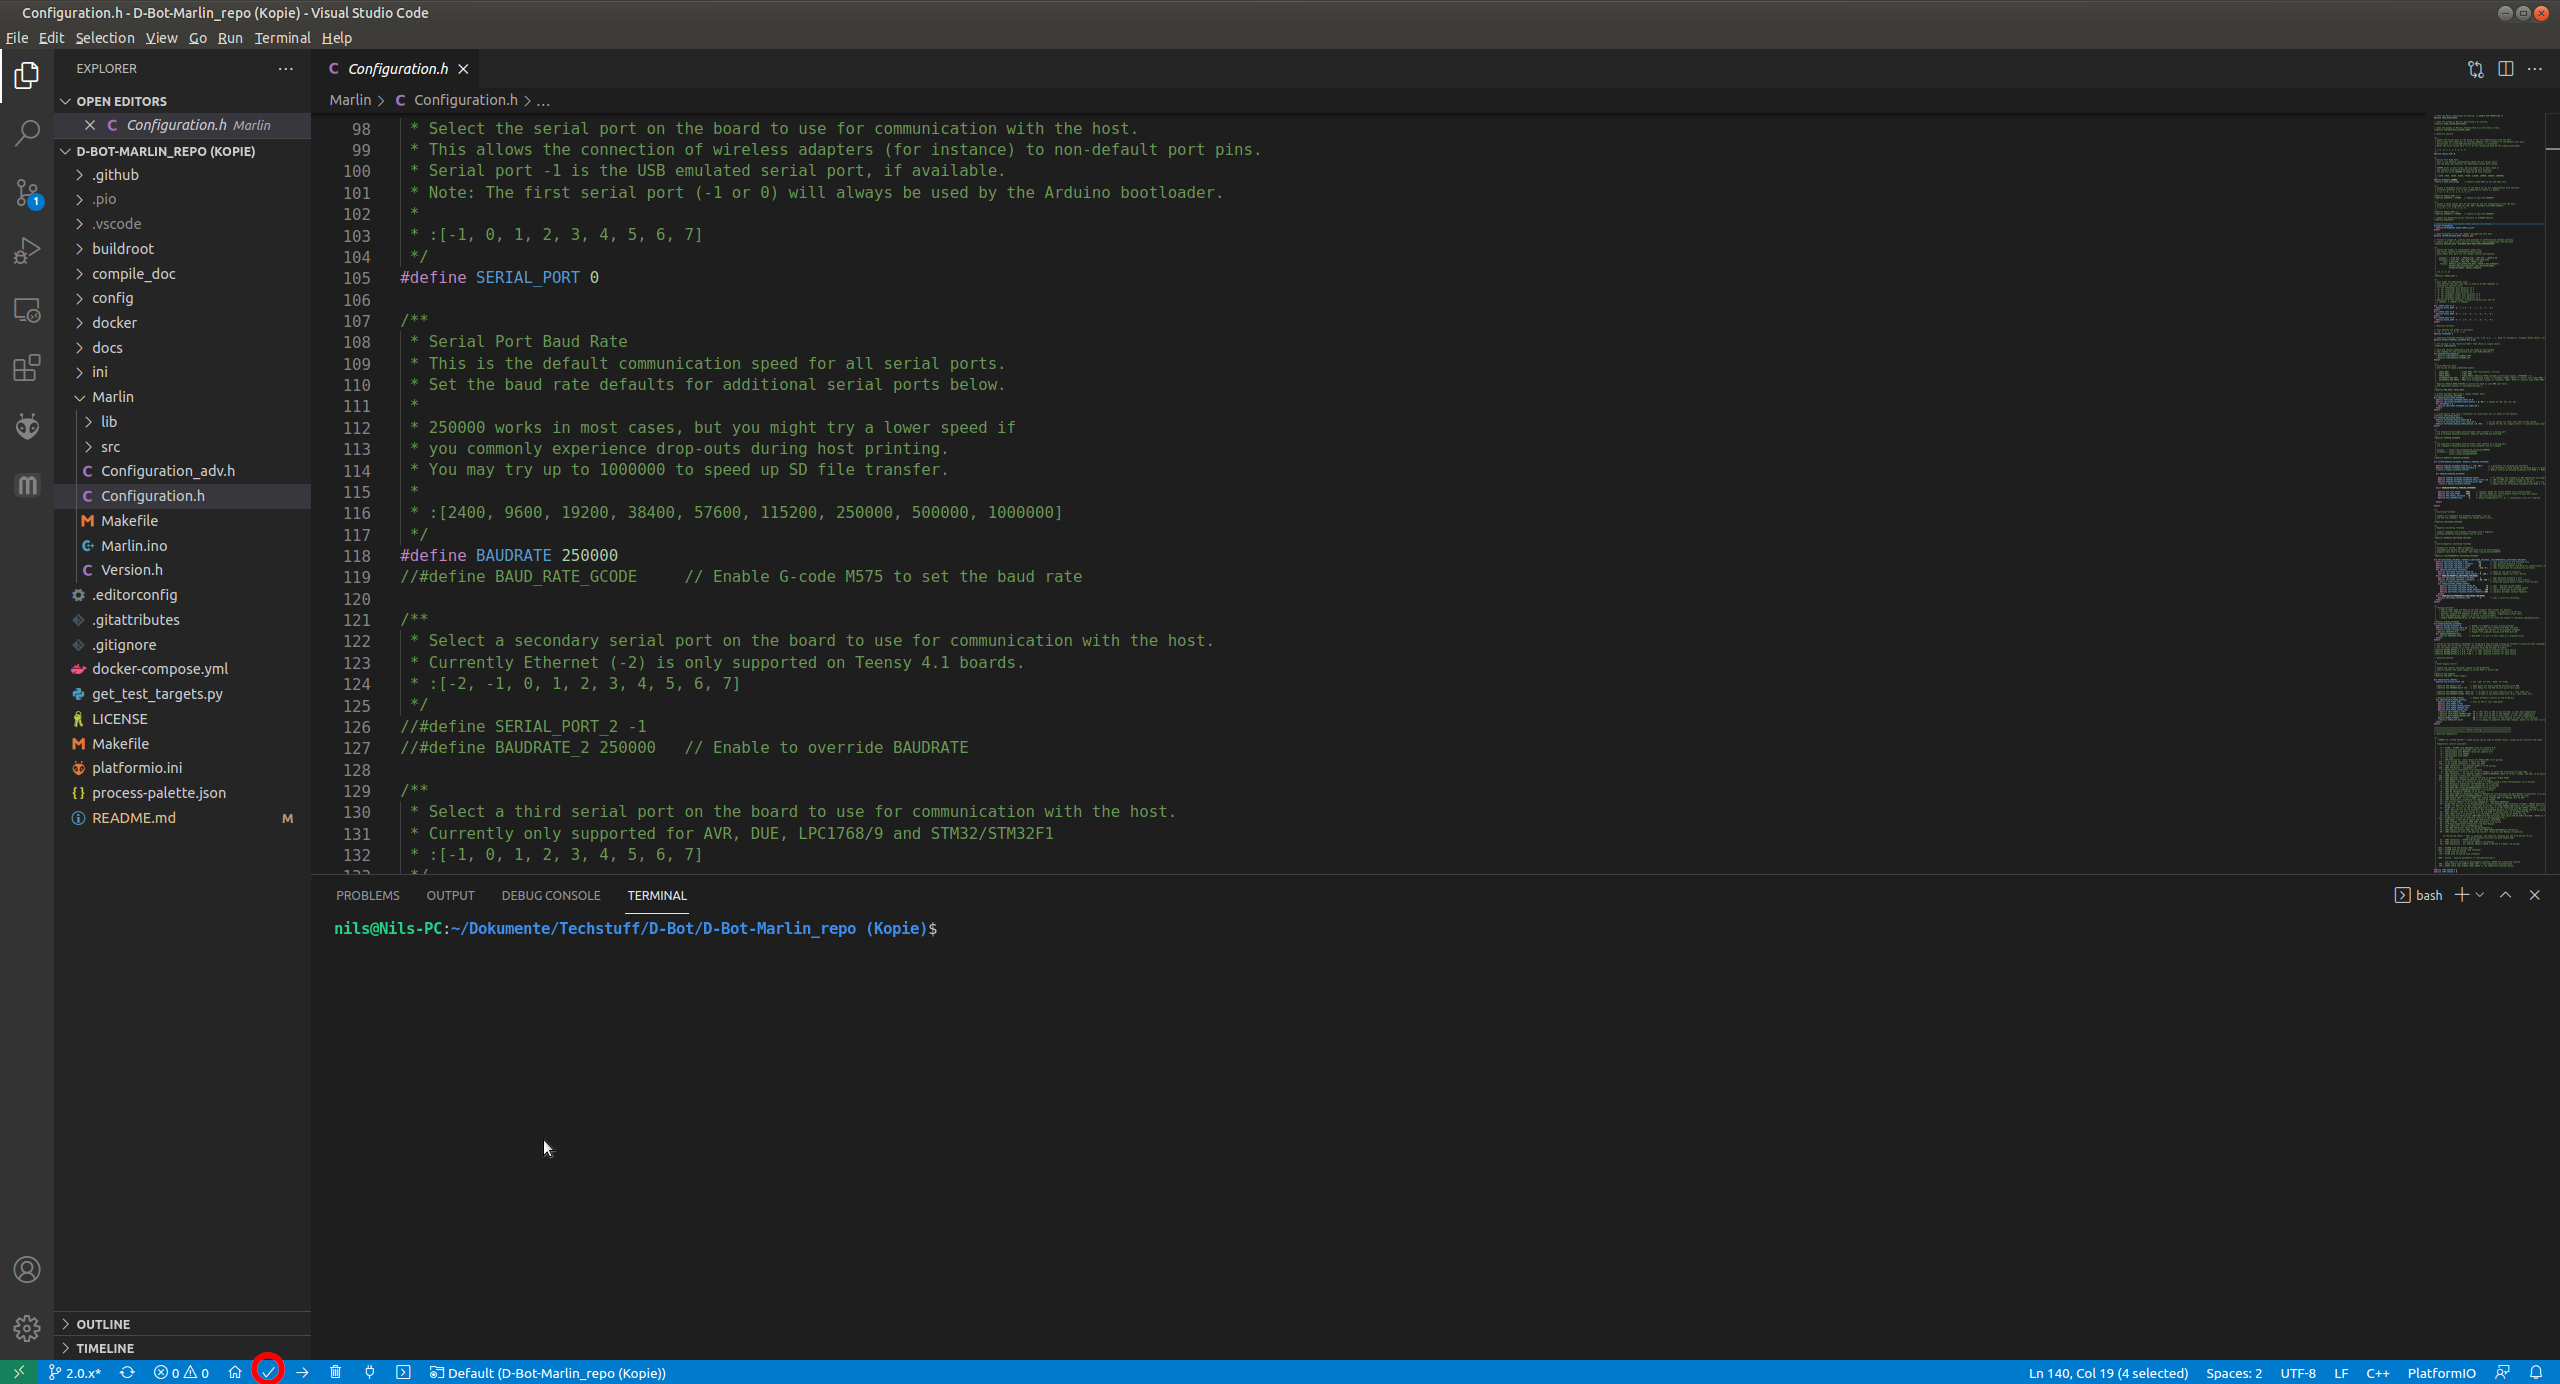 Configuration.h - D-Bot-Marlin_repo (Kopie) - Visual Studio Code
File Edit Selection View Go Run Terminal Help
EXPLORER
OPEN EDITORS
Configuration.h Marlin
D-BOT-MARLIN_REPO (KOPIE)
.github
.pio
.vscode
1
buildroot
compile_doc
config
docker
docs
ini
Marlin
lib
src
Configuration_adv.h
Configuration.h
Makefile
Marlin.ino
Version.h
.editorconfig
.gitattributes
.gitignore
docker-compose.yml
get_test_targets.py
LICENSE
Makefile
platformio.ini
process-palette.json
README.md M
OUTLINE
TIMELINE
Configuration.h
Marlin > Configuration.h > ...
98 * Select the serial port on the board to use for communication with the host.
99 * This allows the connection of wireless adapters (for instance) to non-default port pins.
100 * Serial port -1 is the USB emulated serial port, if available.
101 * Note: The first serial port (-1 or 0) will always be used by the Arduino bootloader.
102 *
103 * :[-1, 0, 1, 2, 3, 4, 5, 6, 7]
104 */
105 #define SERIAL_PORT 0
106
107 /**
108 * Serial Port Baud Rate
109 * This is the default communication speed for all serial ports.
110 * Set the baud rate defaults for additional serial ports below.
111 *
112 * 250000 works in most cases, but you might try a lower speed if
113 * you commonly experience drop-outs during host printing.
114 * You may try up to 1000000 to speed up SD file transfer.
115 *
116 * :[2400, 9600, 19200, 38400, 57600, 115200, 250000, 500000, 1000000]
117 */
118 #define BAUDRATE 250000
119 //#define BAUD_RATE_GCODE // Enable G-code M575 to set the baud rate
120
121 /**
122 * Select a secondary serial port on the board to use for communication with the host.
123 * Currently Ethernet (-2) is only supported on Teensy 4.1 boards.
124 * :[-2, -1, 0, 1, 2, 3, 4, 5, 6, 7]
125 */
126 //#define SERIAL_PORT_2 -1
127 //#define BAUDRATE_2 250000 // Enable to override BAUDRATE
128
129 /**
130 * Select a third serial port on the board to use for communication with the host.
131 * Currently only supported for AVR, DUE, LPC1768/9 and STM32/STM32F1
132 * :[-1, 0, 1, 2, 3, 4, 5, 6, 7]
133 */
PROBLEMS OUTPUT DEBUG CONSOLE TERMINAL bash
nils@Nils-PC:~/Dokumente/Techstuff/D-Bot/D-Bot-Marlin_repo (Kopie)$
2.0.x* 0 0 Default (D-Bot-Marlin_repo (Kopie)) Ln 140, Col 19 (4 selected) Spaces: 2 UTF-8 LF C++ PlatformIO